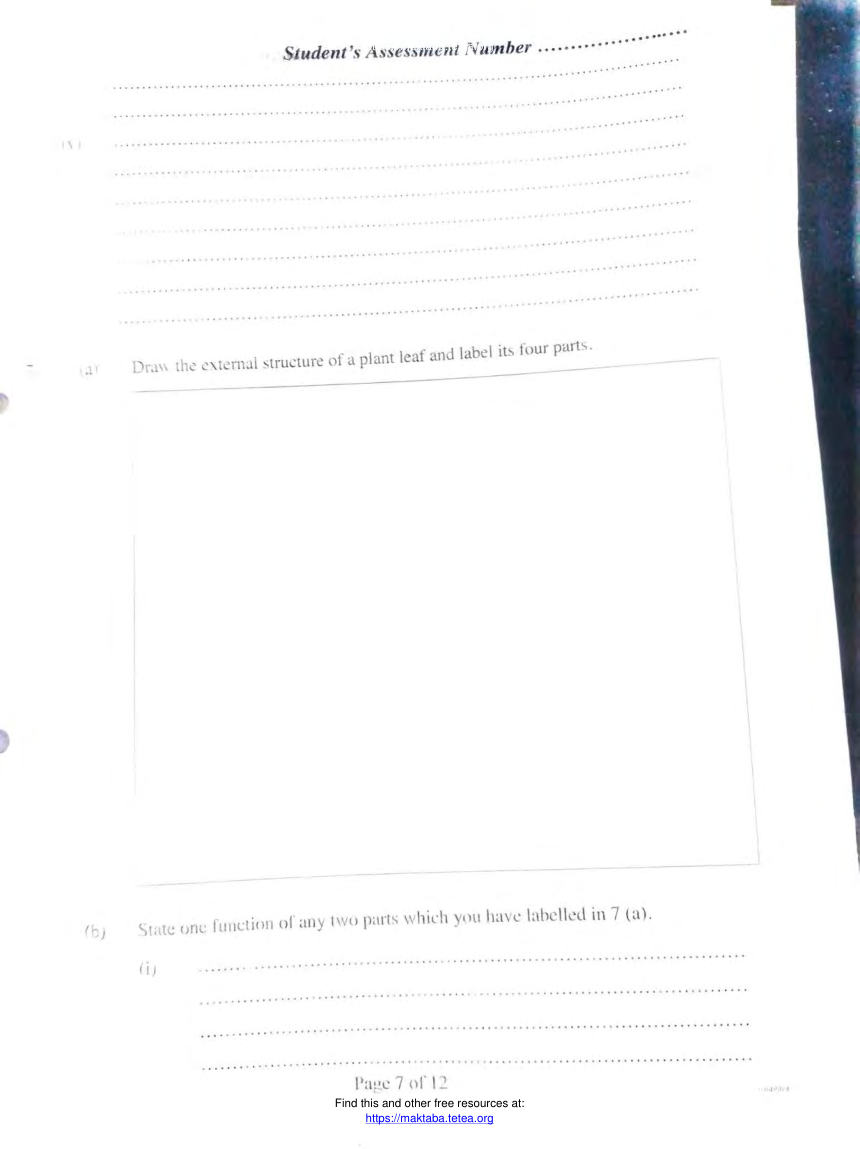 Student's Assessment Number ........................
(a) Draw the external structure of a plant leaf and label its four parts.
(b) State one function of any two parts which you have labelled in 7 (a).
(i)
Page 7 of 12
Find this and other free resources at:
https://maktaba.tetea.org